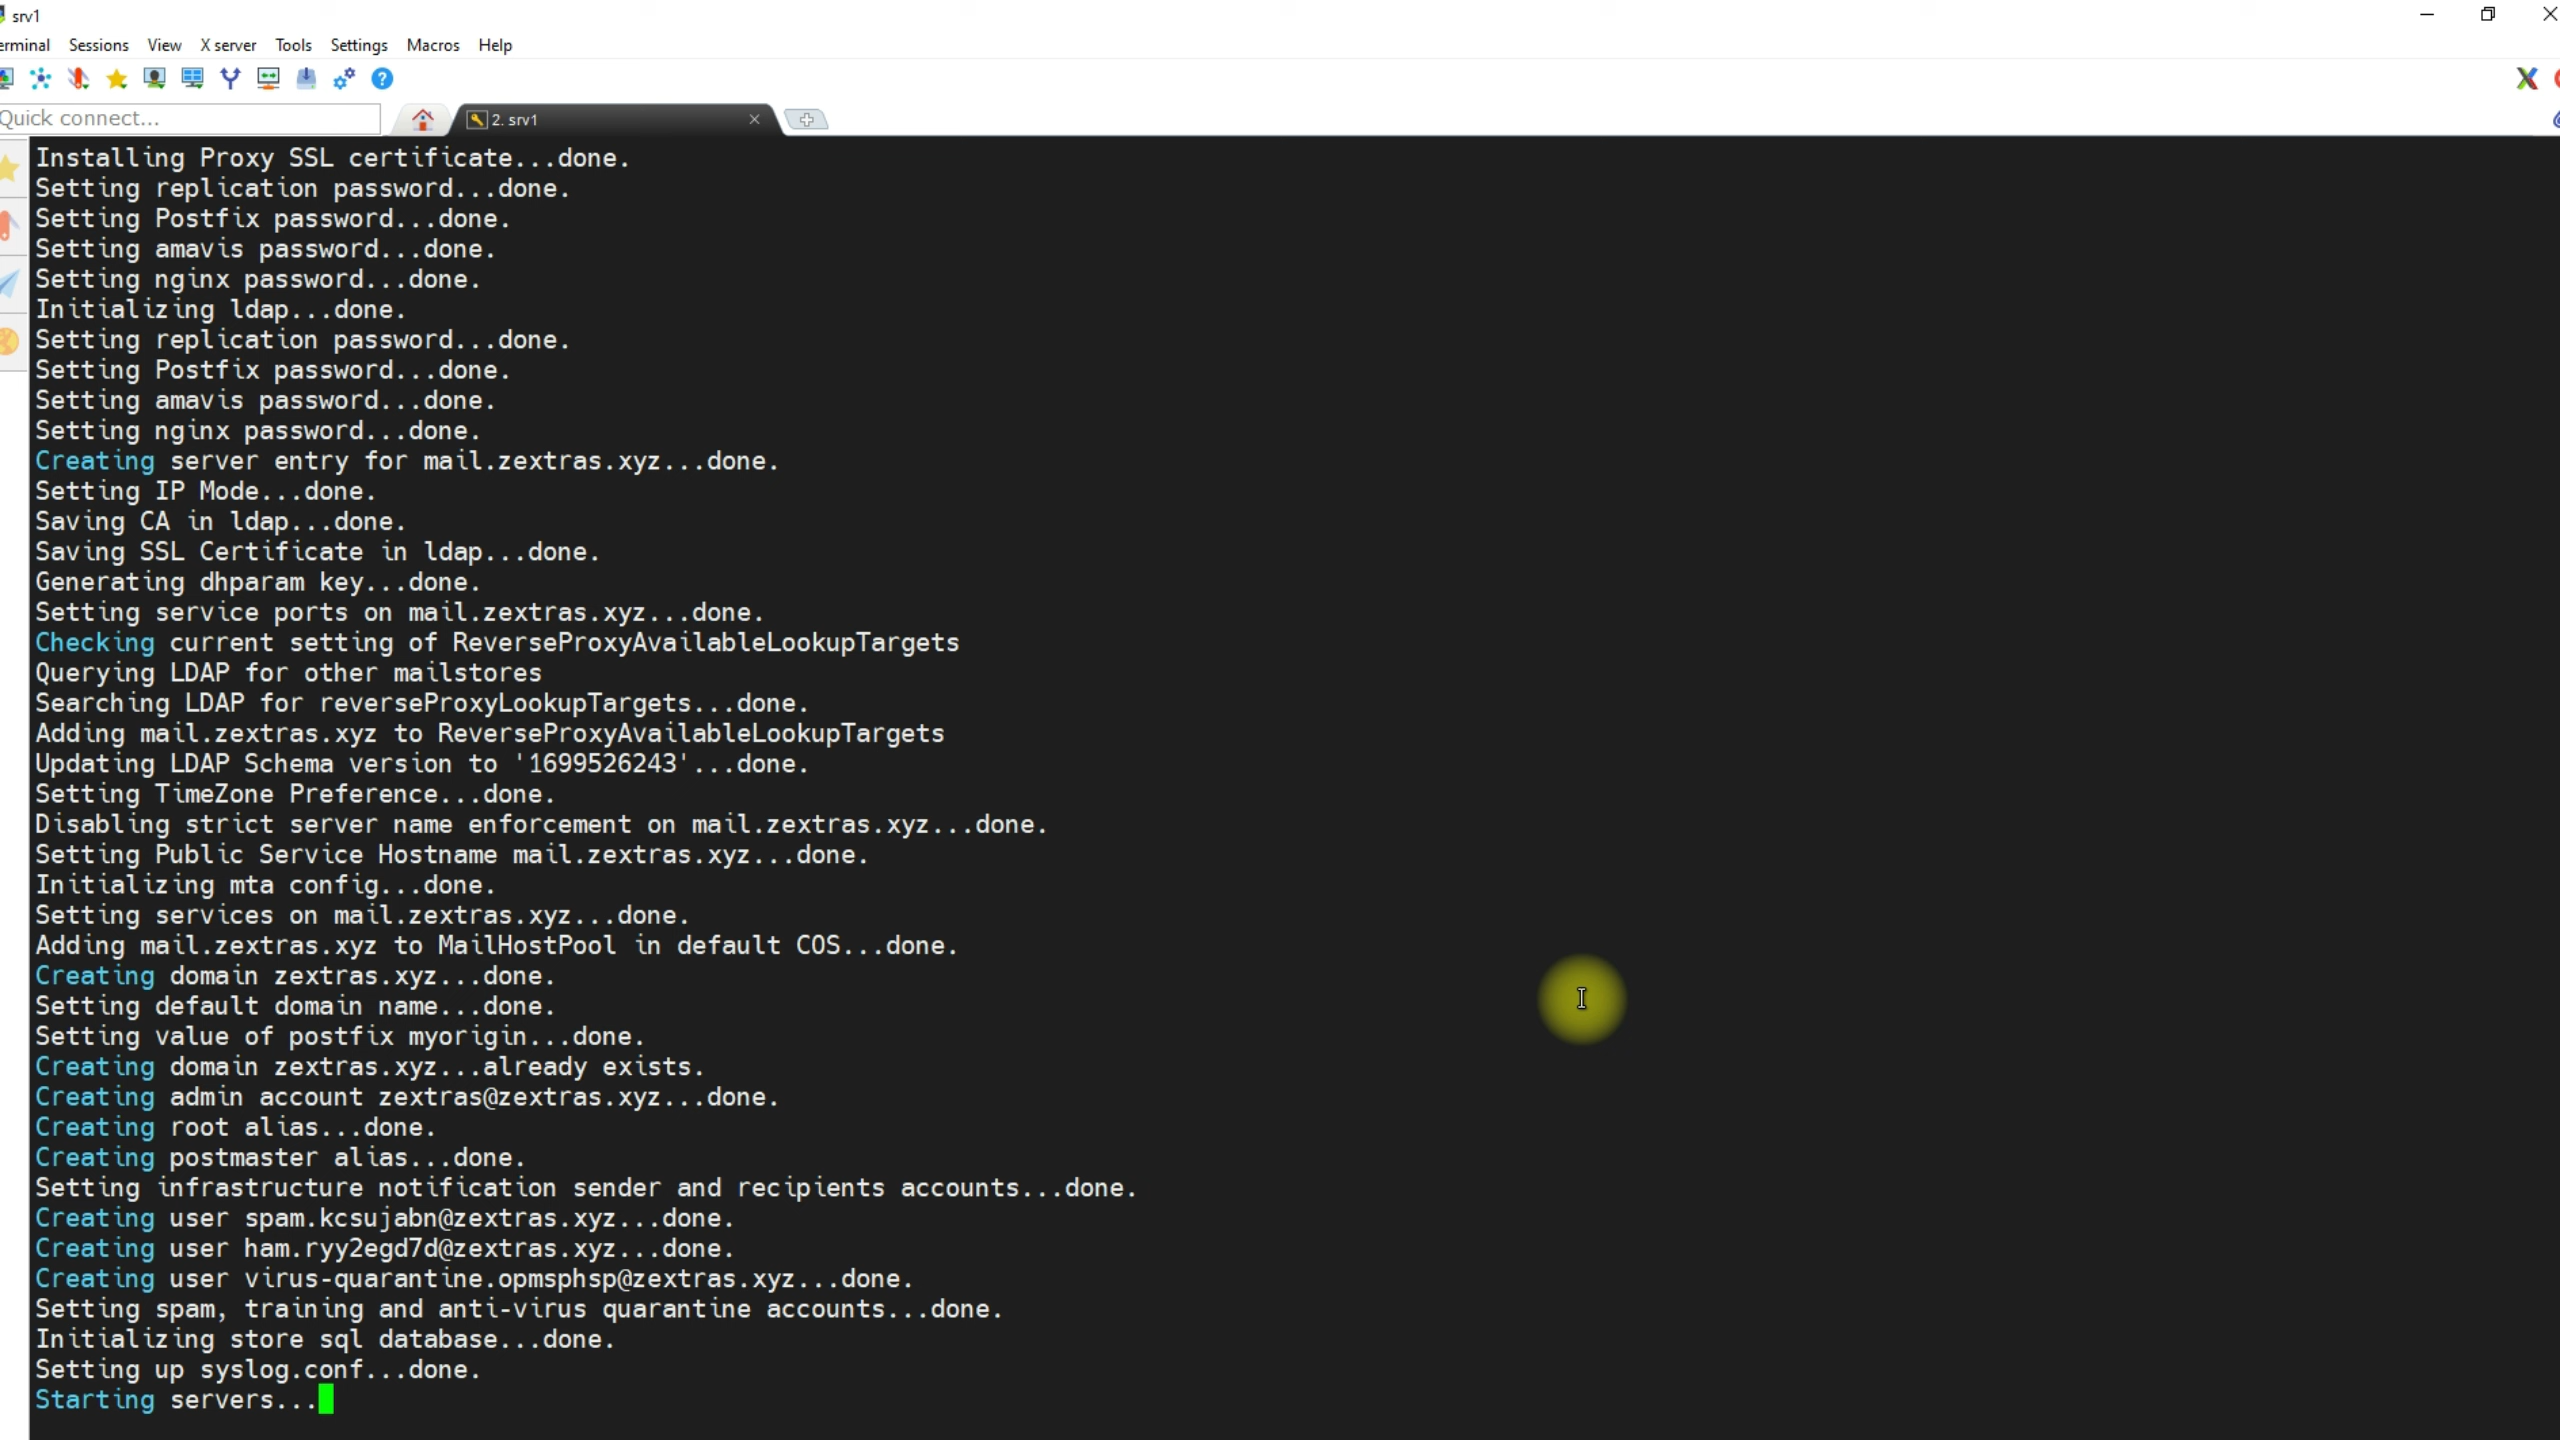 srv1
erminal Sessions View X server Tools Settings Macros Help
Quick connect...
2. srv1
Installing Proxy SSL certificate...done.
Setting replication password...done.
Setting Postfix password...done.
Setting amavis password...done.
Setting nginx password...done.
Initializing ldap...done.
Setting replication password...done.
Setting Postfix password...done.
Setting amavis password...done.
Setting nginx password...done.
Creating server entry for mail.zextras.xyz...done.
Setting IP Mode...done.
Saving CA in ldap...done.
Saving SSL Certificate in ldap...done.
Generating dhparam key...done.
Setting service ports on mail.zextras.xyz...done.
Checking current setting of ReverseProxyAvailableLookupTargets
Querying LDAP for other mailstores
Searching LDAP for reverseProxyLookupTargets...done.
Adding mail.zextras.xyz to ReverseProxyAvailableLookupTargets
Updating LDAP Schema version to '1699526243'...done.
Setting TimeZone Preference...done.
Disabling strict server name enforcement on mail.zextras.xyz...done.
Setting Public Service Hostname mail.zextras.xyz...done.
Initializing mta config...done.
Setting services on mail.zextras.xyz...done.
Adding mail.zextras.xyz to MailHostPool in default COS...done.
Creating domain zextras.xyz...done.
Setting default domain name...done.
Setting value of postfix myorigin...done.
Creating domain zextras.xyz...already exists.
Creating admin account zextras@zextras.xyz...done.
Creating root alias...done.
Creating postmaster alias...done.
Setting infrastructure notification sender and recipients accounts...done.
Creating user spam.kcsujabn@zextras.xyz...done.
Creating user ham.ryy2egd7d@zextras.xyz...done.
Creating user virus-quarantine.opmsphsp@zextras.xyz...done.
Setting spam, training and anti-virus quarantine accounts...done.
Initializing store sql database...done.
Setting up syslog.conf...done.
Starting servers...